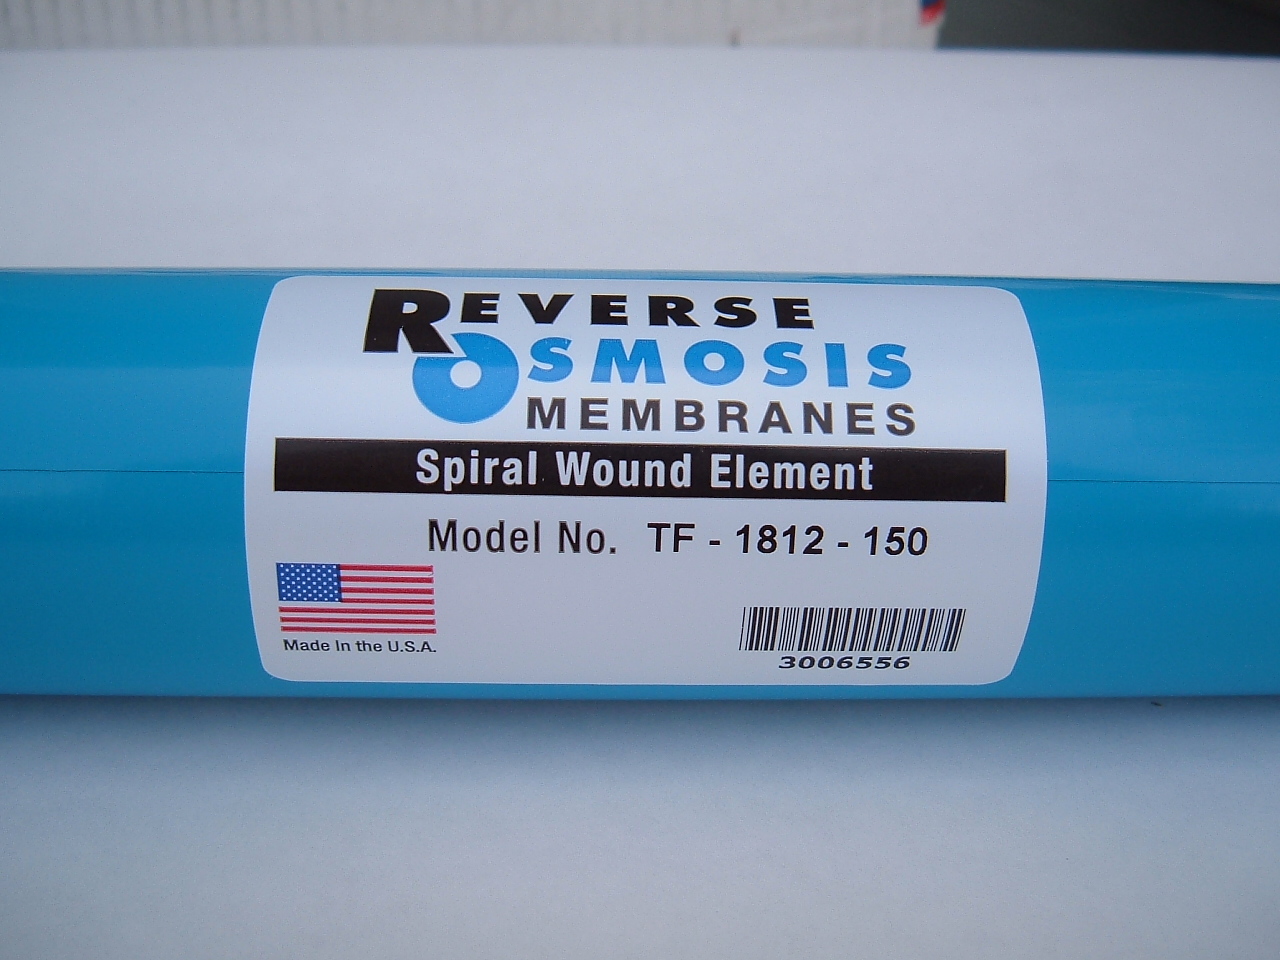 REVERSE
OSMOSIS
MEMBRANES
Spiral Wound Element
Model No. TF - 1812 - 150
Made In the U.S.A.
3006556